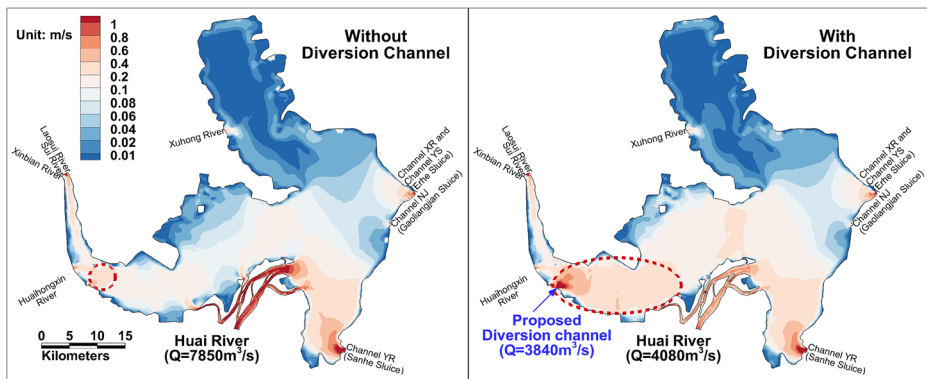 Unit: m/s
1
0.8
0.6
0.4
0.2
0.1
0.08
0.06
0.04
0.02
0.01
Without
Diversion Channel
Xuhong River
Laosui River
Sui River
Xinbian River
Channel XR and
Channel YS
(Erhe Sluice)
Channel NJ
(Gaoliangjian Sluice)
Huaihongxin
River
0 5 10 15
Kilometers
Huai River
(Q=7850m³/s)
Channel YR
(Sanhe Sluice)
With
Diversion Channel
Xuhong River
Laosui River
Sui River
Xinbian River
Channel XR and
Channel YS
(Erhe Sluice)
Channel NJ
(Gaoliangjian Sluice)
Huaihongxin
River
Proposed
Diversion channel
(Q=3840m³/s)
Huai River
(Q=4080m³/s)
Channel YR
(Sanhe Sluice)